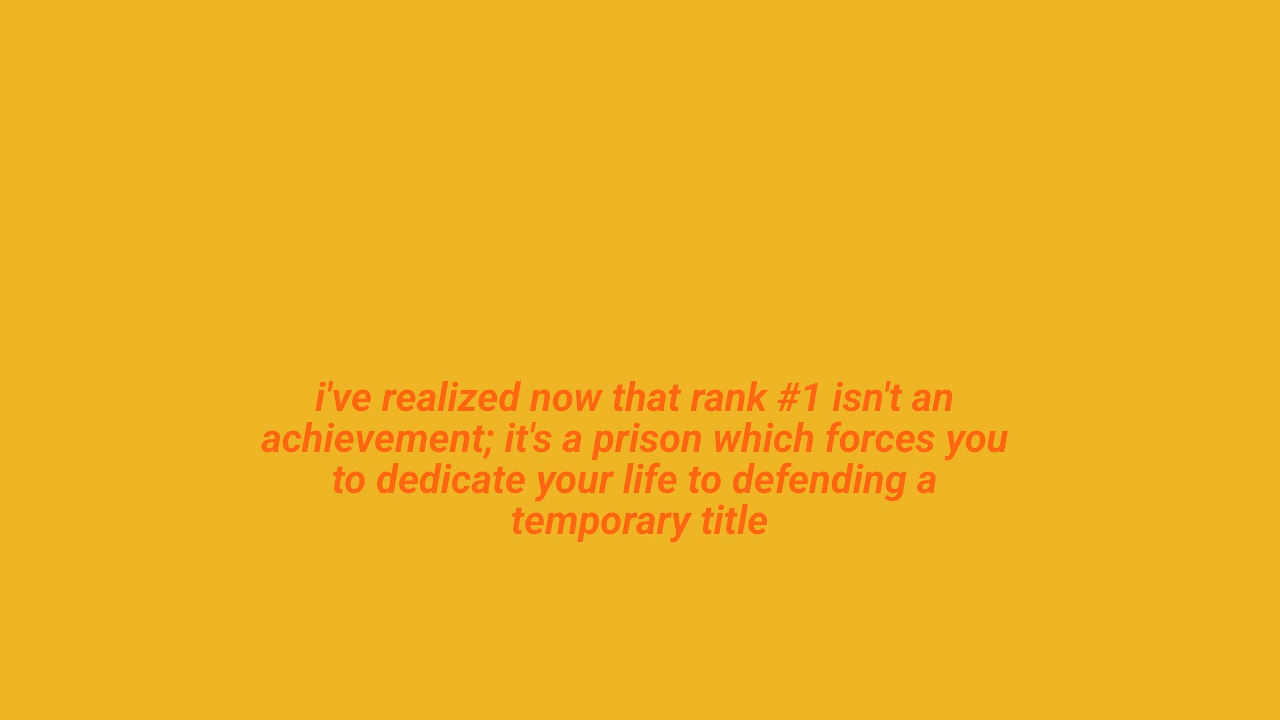 i've realized now that rank #1 isn't an
achievement; it's a prison which forces you
to dedicate your life to defending a
temporary title